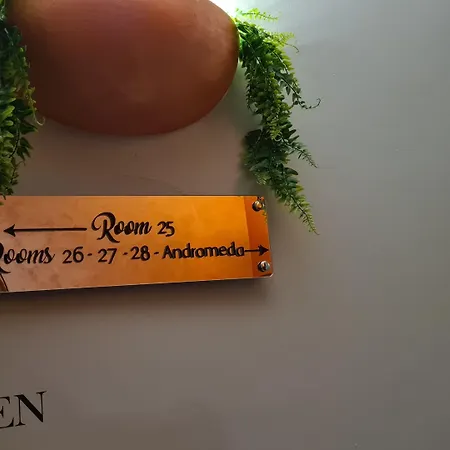 ← Room 25
Rooms 26 - 27 - 28 - Andromeda →
EN